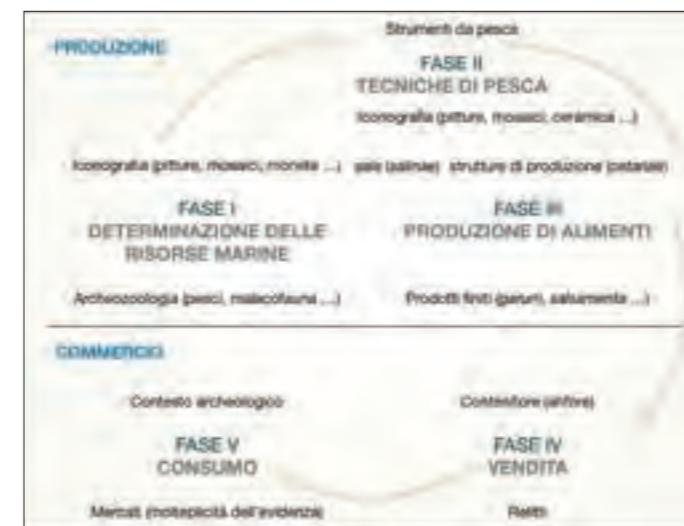 PRODUZIONE
Strumenti da pesca
FASE II
TECNICHE DI PESCA
Iconografia (pitture, mosaici, ceramica ...)
Iconografia (pitture, mosaici, moneta ...)
sale (salinae) strutture di produzione (cetariae)
FASE I
DETERMINAZIONE DELLE
RISORSE MARINE
FASE III
PRODUZIONE DI ALIMENTI
Archeozoologia (pesci, malacofauna ...)
Prodotti finiti (garum, salsamenta ...)
COMMERCIO
Contesto archeologico
Contenitore (anfore)
FASE V
CONSUMO
FASE IV
VENDITA
Mercati (molteplicità dell'evidenza)
Relitti